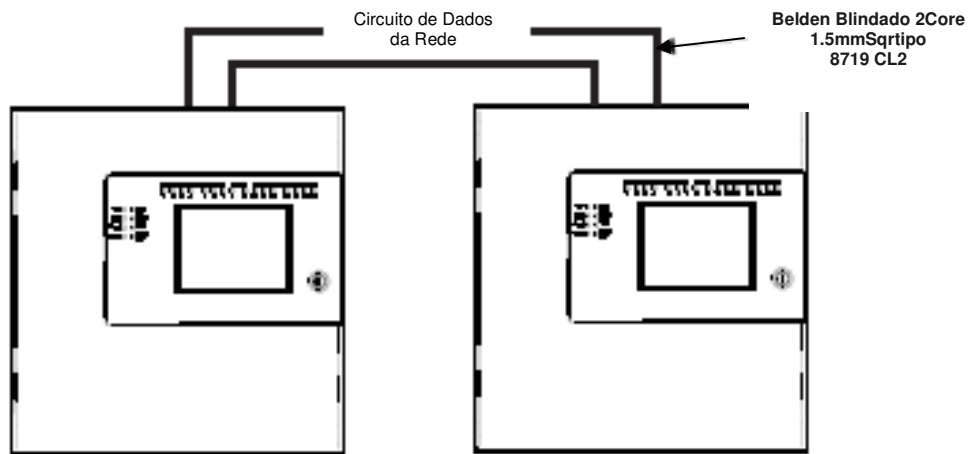 Circuito de Dados
da Rede
Belden Blindado 2Core
1.5mmSqrtipo
8719 CL2